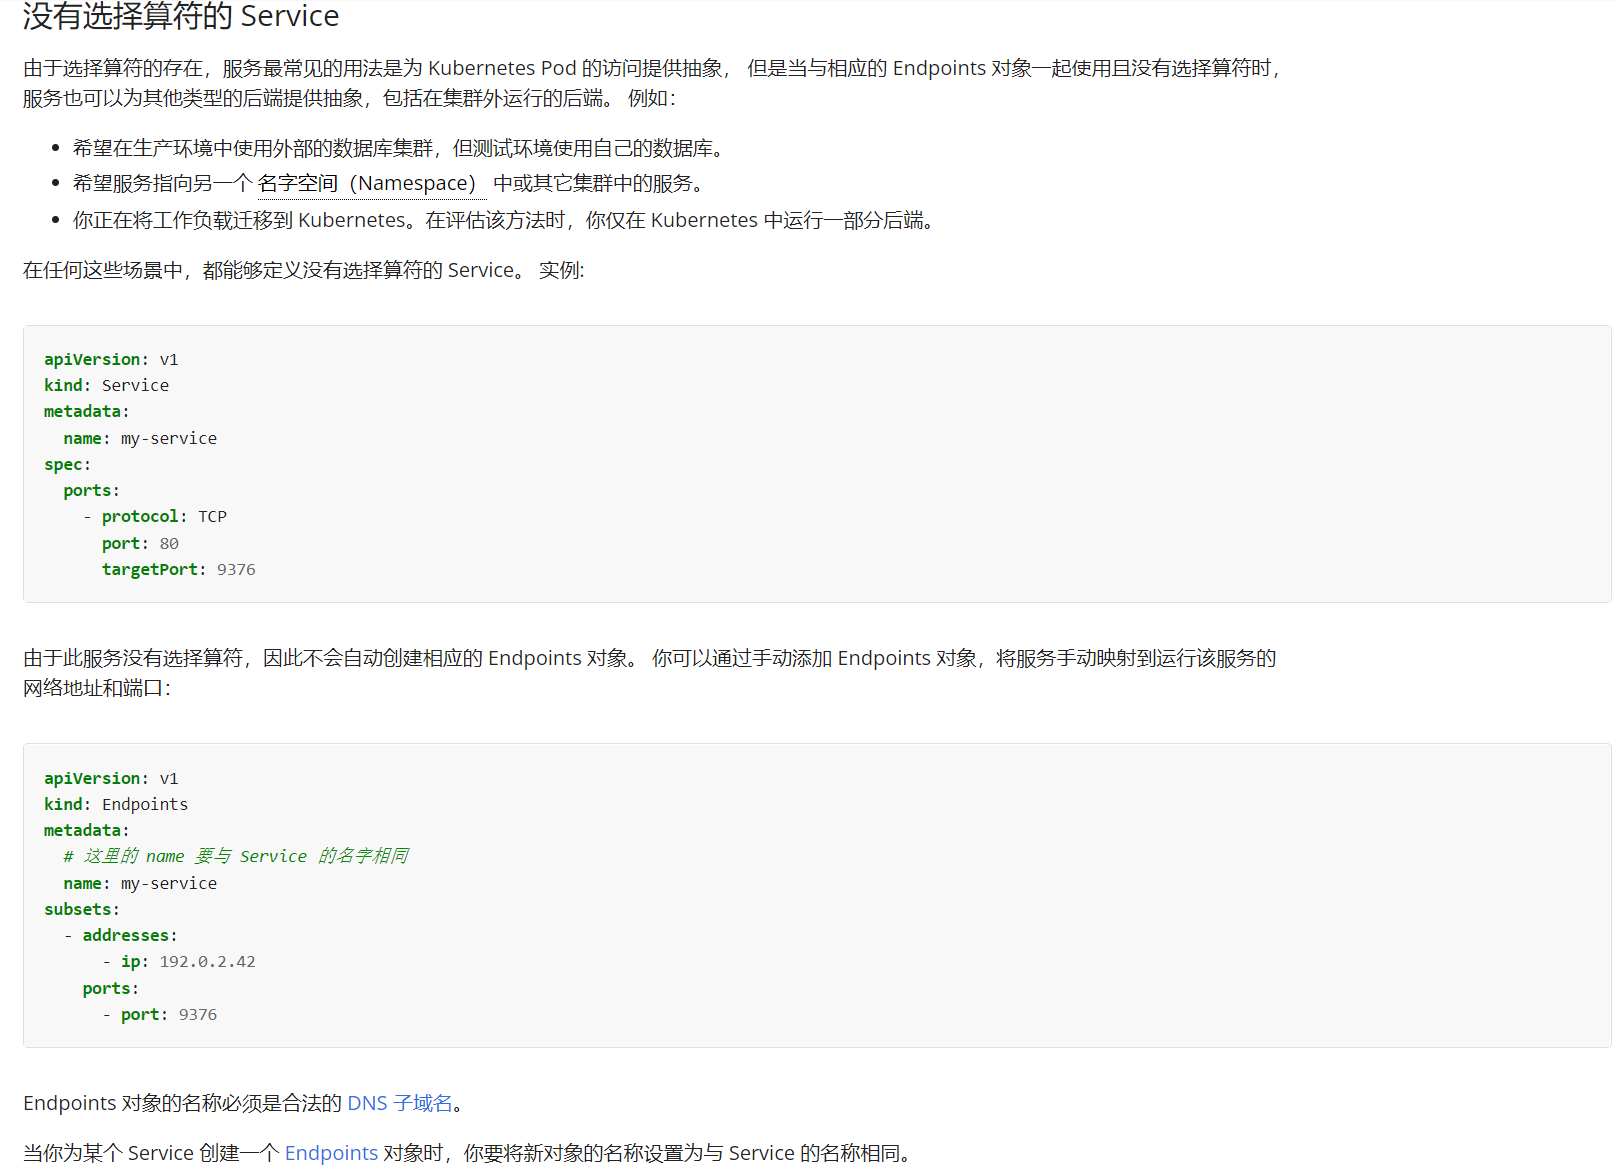 没有选择算符的 Service
由于选择算符的存在，服务最常见的用法是为 Kubernetes Pod 的访问提供抽象， 但是当与相应的 Endpoints 对象一起使用且没有选择算符时，
服务也可以为其他类型的后端提供抽象，包括在集群外运行的后端。 例如：
• 希望在生产环境中使用外部的数据库集群，但测试环境使用自己的数据库。
• 希望服务指向另一个 名字空间（Namespace） 中或其它集群中的服务。
• 你正在将工作负载迁移到 Kubernetes。在评估该方法时，你仅在 Kubernetes 中运行一部分后端。
在任何这些场景中，都能够定义没有选择算符的 Service。 实例:
apiVersion: v1
kind: Service
metadata:
  name: my-service
spec:
  ports:
    - protocol: TCP
      port: 80
      targetPort: 9376
由于此服务没有选择算符，因此不会自动创建相应的 Endpoints 对象。 你可以通过手动添加 Endpoints 对象，将服务手动映射到运行该服务的
网络地址和端口：
apiVersion: v1
kind: Endpoints
metadata:
  # 这里的 name 要与 Service 的名字相同
  name: my-service
subsets:
  - addresses:
      - ip: 192.0.2.42
    ports:
      - port: 9376
Endpoints 对象的名称必须是合法的 DNS 子域名。
当你为某个 Service 创建一个 Endpoints 对象时，你要将新对象的名称设置为与 Service 的名称相同。